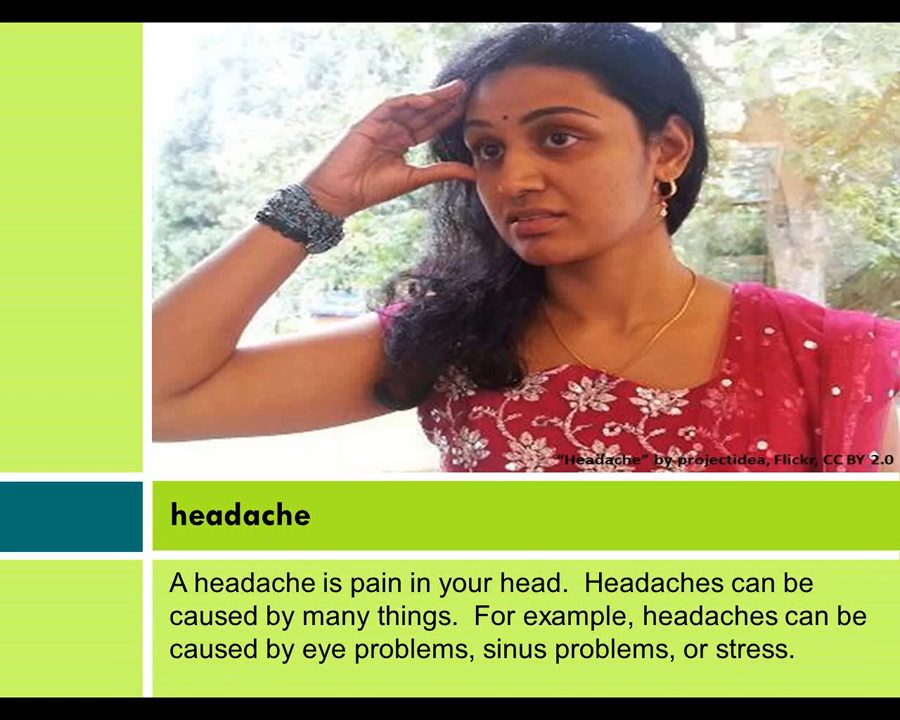 "Headache" by projectidea, Flickr, CC BY 2.0
headache
A headache is pain in your head.  Headaches can be
caused by many things.  For example, headaches can be
caused by eye problems, sinus problems, or stress.